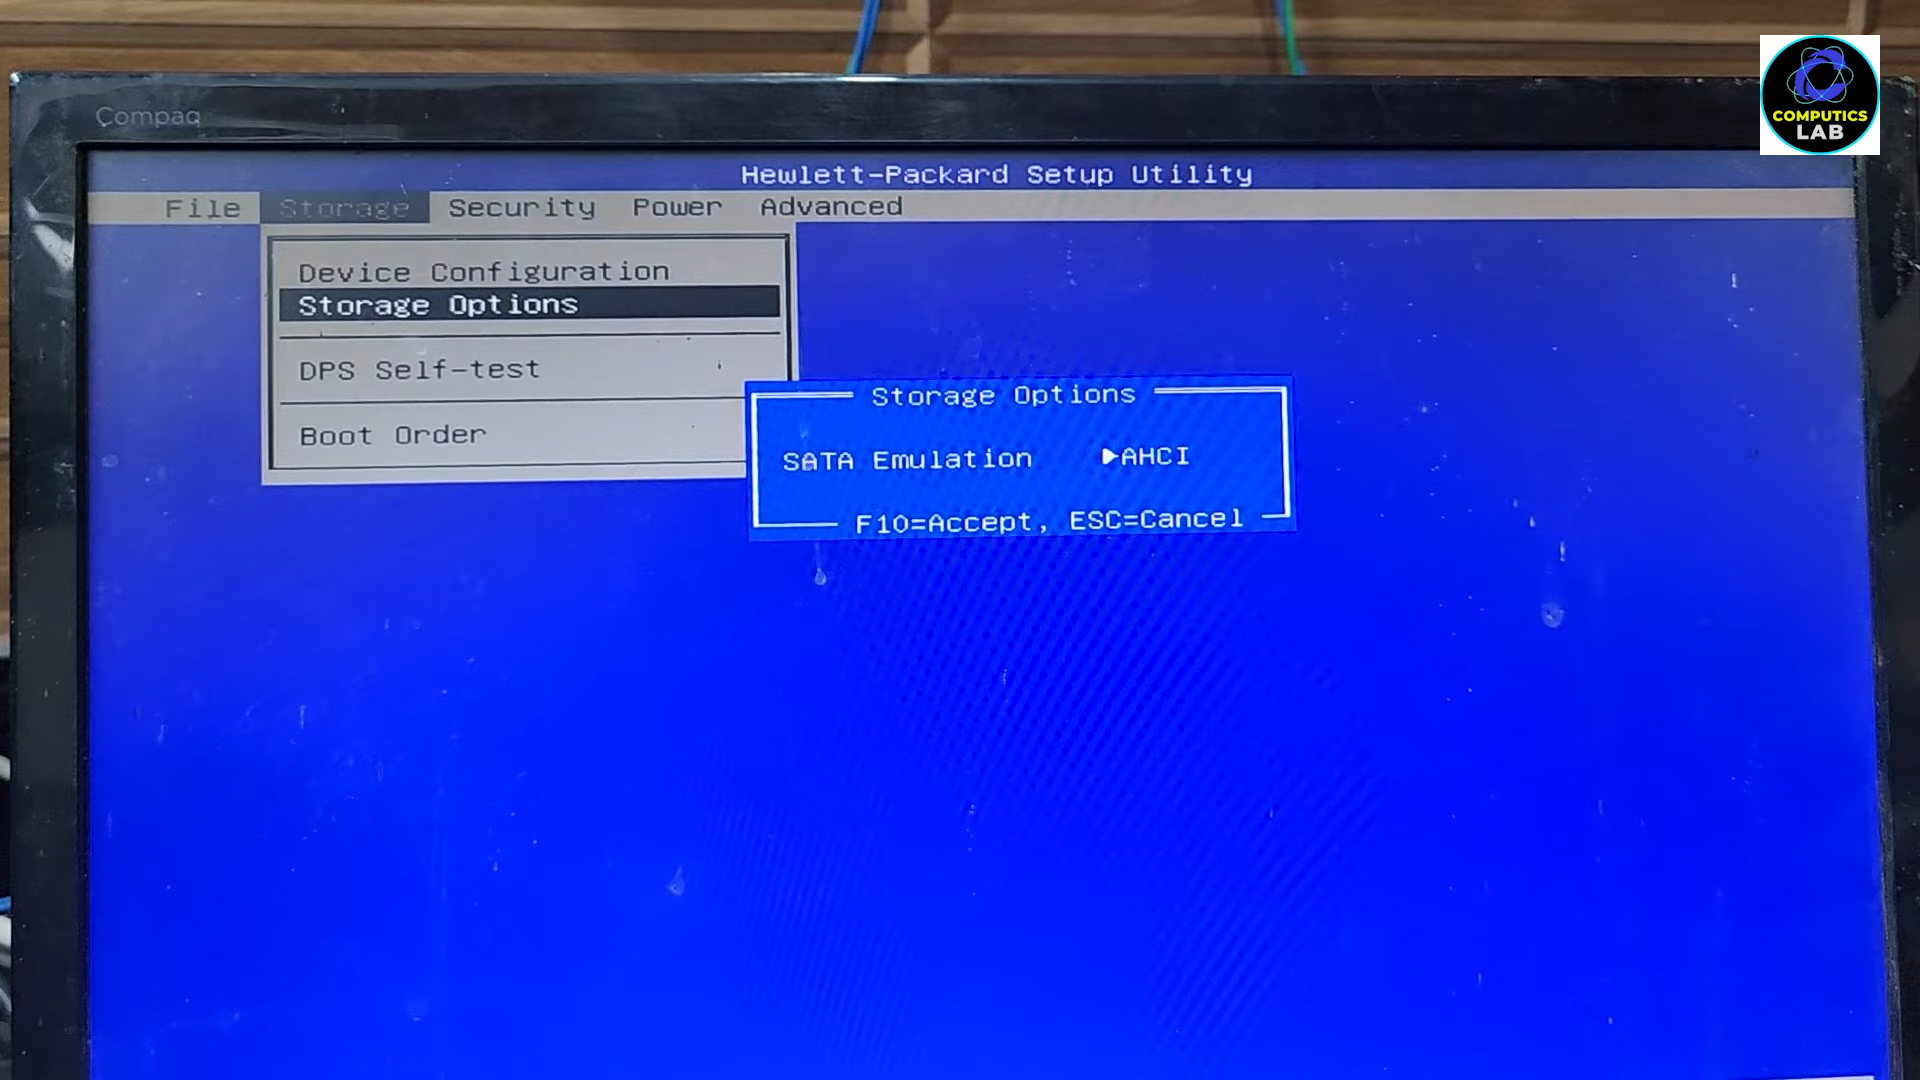 COMPUTICS
LAB
Compaq
Hewlett-Packard Setup Utility
File Storage Security Power Advanced
Device Configuration
Storage Options
DPS Self-test
Boot Order
Storage Options
SATA Emulation ►AHCI
F10=Accept, ESC=Cancel